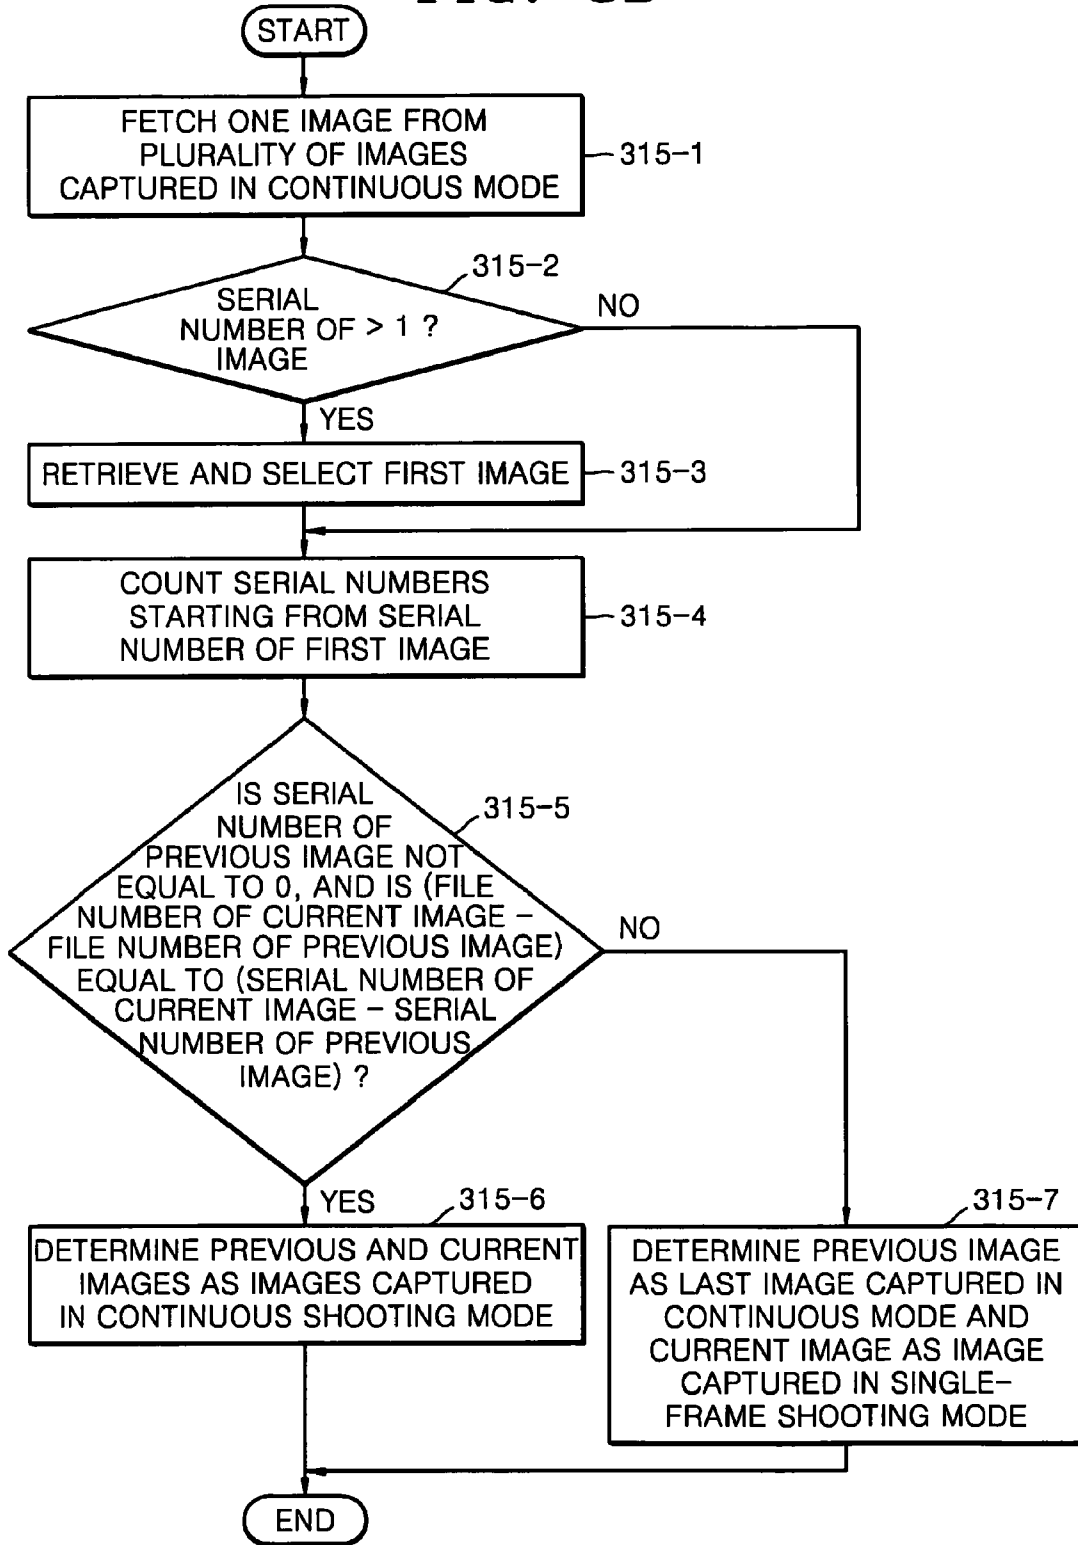 START
FETCH ONE IMAGE FROM
PLURALITY OF IMAGES
CAPTURED IN CONTINUOUS MODE
315-1
315-2
SERIAL
NUMBER OF > 1 ?
IMAGE
NO
YES
RETRIEVE AND SELECT FIRST IMAGE
315-3
COUNT SERIAL NUMBERS
STARTING FROM SERIAL
NUMBER OF FIRST IMAGE
315-4
IS SERIAL
NUMBER OF
PREVIOUS IMAGE NOT
EQUAL TO 0, AND IS (FILE
NUMBER OF CURRENT IMAGE –
FILE NUMBER OF PREVIOUS IMAGE)
EQUAL TO (SERIAL NUMBER OF
CURRENT IMAGE – SERIAL
NUMBER OF PREVIOUS
IMAGE) ?
315-5
NO
YES
315-6
DETERMINE PREVIOUS AND CURRENT
IMAGES AS IMAGES CAPTURED
IN CONTINUOUS SHOOTING MODE
315-7
DETERMINE PREVIOUS IMAGE
AS LAST IMAGE CAPTURED IN
CONTINUOUS MODE AND
CURRENT IMAGE AS IMAGE
CAPTURED IN SINGLE-
FRAME SHOOTING MODE
END